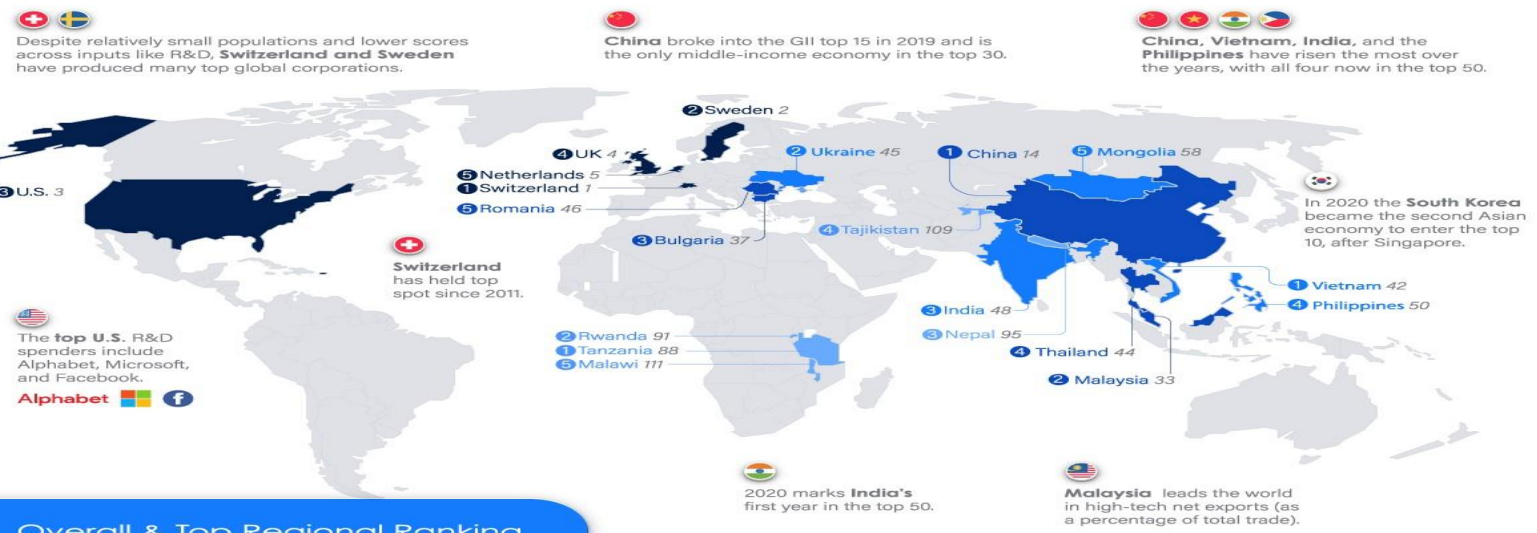 Despite relatively small populations and lower scores
across inputs like R&D, Switzerland and Sweden
have produced many top global corporations.
China broke into the GII top 15 in 2019 and is
the only middle-income economy in the top 30.
China, Vietnam, India, and the
Philippines have risen the most over
the years, with all four now in the top 50.
2 Sweden 2
4 UK 4
2 Ukraine 45
1 China 14
5 Mongolia 58
5 Netherlands 5
3 U.S. 3
1 Switzerland 1
5 Romania 46
In 2020 the South Korea
became the second Asian
economy to enter the top
10, after Singapore.
4 Tajikistan 109
3 Bulgaria 37
Switzerland
has held top
spot since 2011.
1 Vietnam 42
4 Philippines 50
3 India 48
3 Nepal 95
The top U.S. R&D
spenders include
Alphabet, Microsoft,
and Facebook.
Alphabet f
2 Rwanda 91
1 Tanzania 88
5 Malawi 111
4 Thailand 44
2 Malaysia 33
2020 marks India's
first year in the top 50.
Malaysia leads the world
in high-tech net exports (as
a percentage of total trade).
Overall & Top Regional Ranking